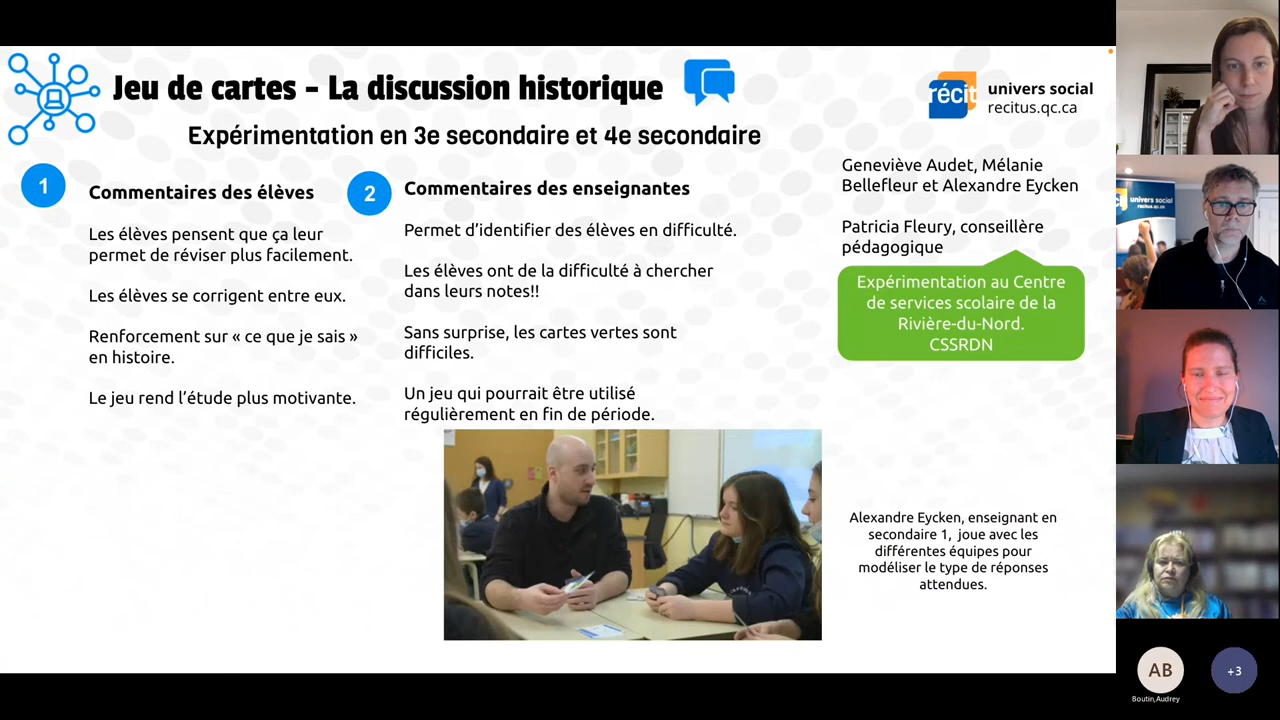 Jeu de cartes – La discussion historique
Expérimentation en 3e secondaire et 4e secondaire
récit
univers social
recitus.qc.ca
1
Commentaires des élèves
Les élèves pensent que ça leur
permet de réviser plus facilement.
Les élèves se corrigent entre eux.
Renforcement sur « ce que je sais »
en histoire.
Le jeu rend l’étude plus motivante.
2
Commentaires des enseignantes
Permet d’identifier des élèves en difficulté.
Les élèves ont de la difficulté à chercher
dans leurs notes!!
Sans surprise, les cartes vertes sont
difficiles.
Un jeu qui pourrait être utilisé
régulièrement en fin de période.
Geneviève Audet, Mélanie
Bellefleur et Alexandre Eycken
Patricia Fleury, conseillère
pédagogique
Expérimentation au Centre
de services scolaire de la
Rivière-du-Nord.
CSSRDN
Alexandre Eycken, enseignant en
secondaire 1, joue avec les
différentes équipes pour
modéliser le type de réponses
attendues.
univers social
recitus.qc.ca
AB
Boutin,Audrey
+3